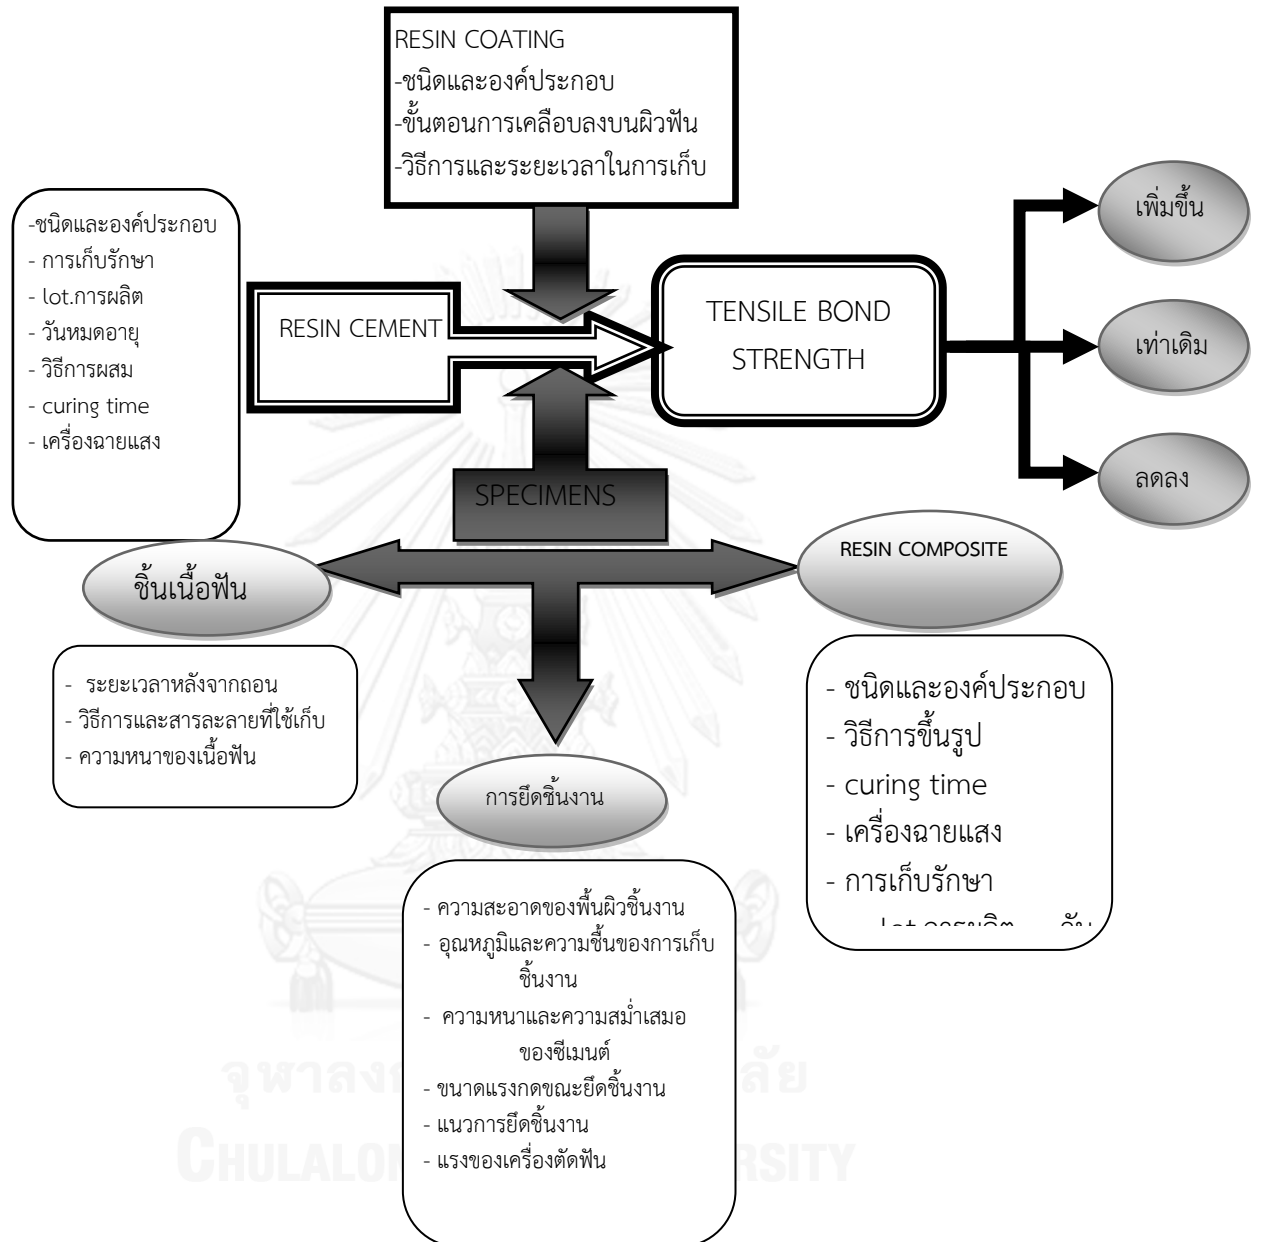 RESIN COATING
-ชนิดและองค์ประกอบ
-ขั้นตอนการเคลือบลงบนผิวฟัน
-วิธีการและระยะเวลาในการเก็บ
-ชนิดและองค์ประกอบ
- การเก็บรักษา
- lot.การผลิต
- วันหมดอายุ
- วิธีการผสม
- curing time
- เครื่องฉายแสง
RESIN CEMENT
TENSILE BOND
STRENGTH
เพิ่มขึ้น
เท่าเดิม
ลดลง
SPECIMENS
ชิ้นเนื้อฟัน
- ระยะเวลาหลังจากถอน
- วิธีการและสารละลายที่ใช้เก็บ
- ความหนาของเนื้อฟัน
RESIN COMPOSITE
- ชนิดและองค์ประกอบ
- วิธีการขึ้นรูป
- curing time
- เครื่องฉายแสง
- การเก็บรักษา
การยึดชิ้นงาน
- ความสะอาดของพื้นผิวชิ้นงาน
- อุณหภูมิและความชื้นของการเก็บ
ชิ้นงาน
- ความหนาและความสม่ำเสมอ
ของซีเมนต์
- ขนาดแรงกดขณะยึดชิ้นงาน
- แนวการยึดชิ้นงาน
- แรงของเครื่องตัดฟัน